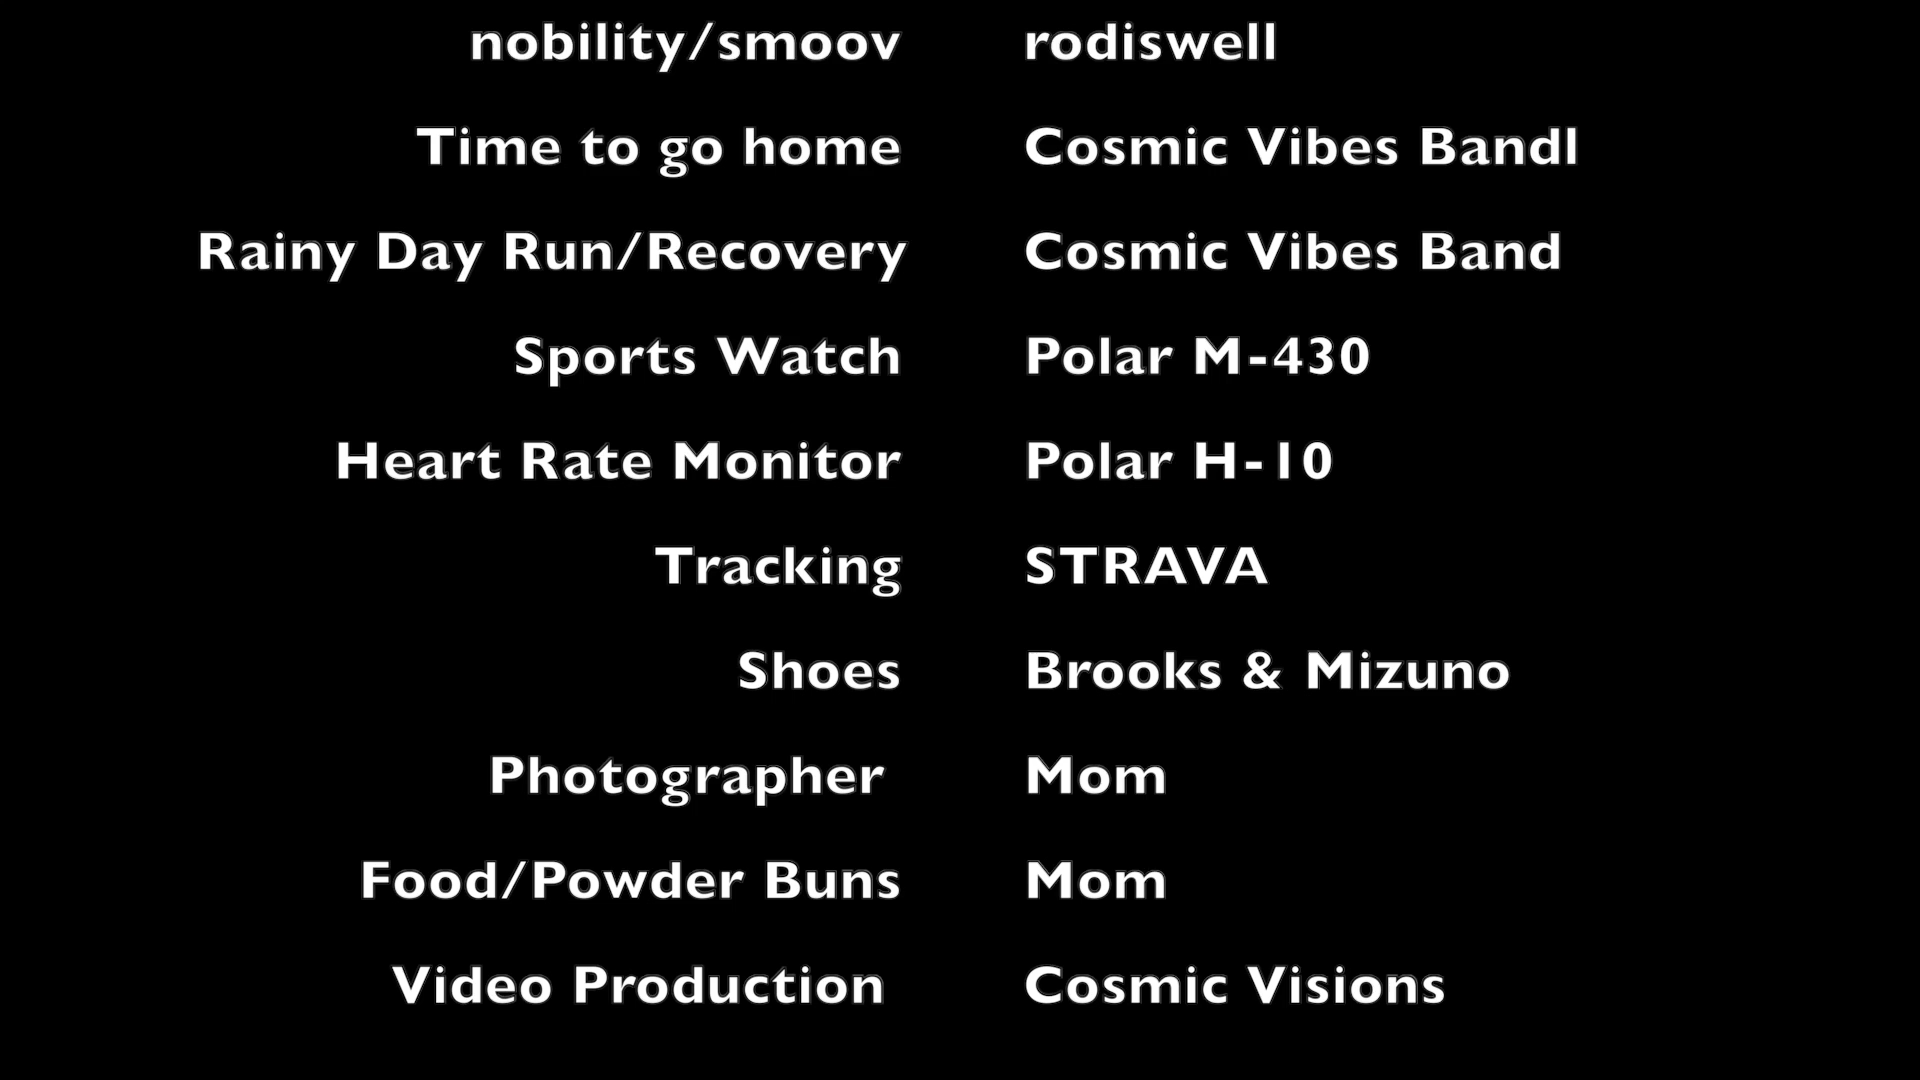 nobility/smoov rodiswell
Time to go home Cosmic Vibes Bandl
Rainy Day Run/Recovery Cosmic Vibes Band
Sports Watch Polar M-430
Heart Rate Monitor Polar H-10
Tracking STRAVA
Shoes Brooks & Mizuno
Photographer Mom
Food/Powder Buns Mom
Video Production Cosmic Visions